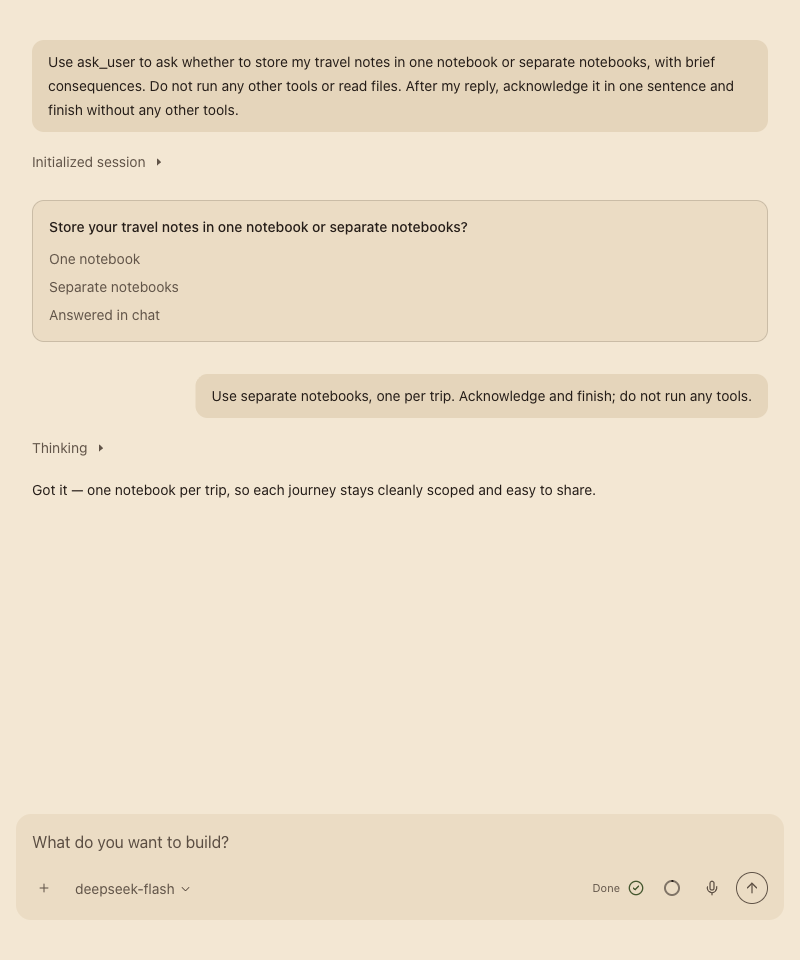 Use ask_user to ask whether to store my travel notes in one notebook or separate notebooks, with brief
consequences. Do not run any other tools or read files. After my reply, acknowledge it in one sentence and
finish without any other tools.
Initialized session
Store your travel notes in one notebook or separate notebooks?
One notebook
Separate notebooks
Answered in chat
Use separate notebooks, one per trip. Acknowledge and finish; do not run any tools.
Thinking
Got it — one notebook per trip, so each journey stays cleanly scoped and easy to share.
What do you want to build?
deepseek-flash
Done